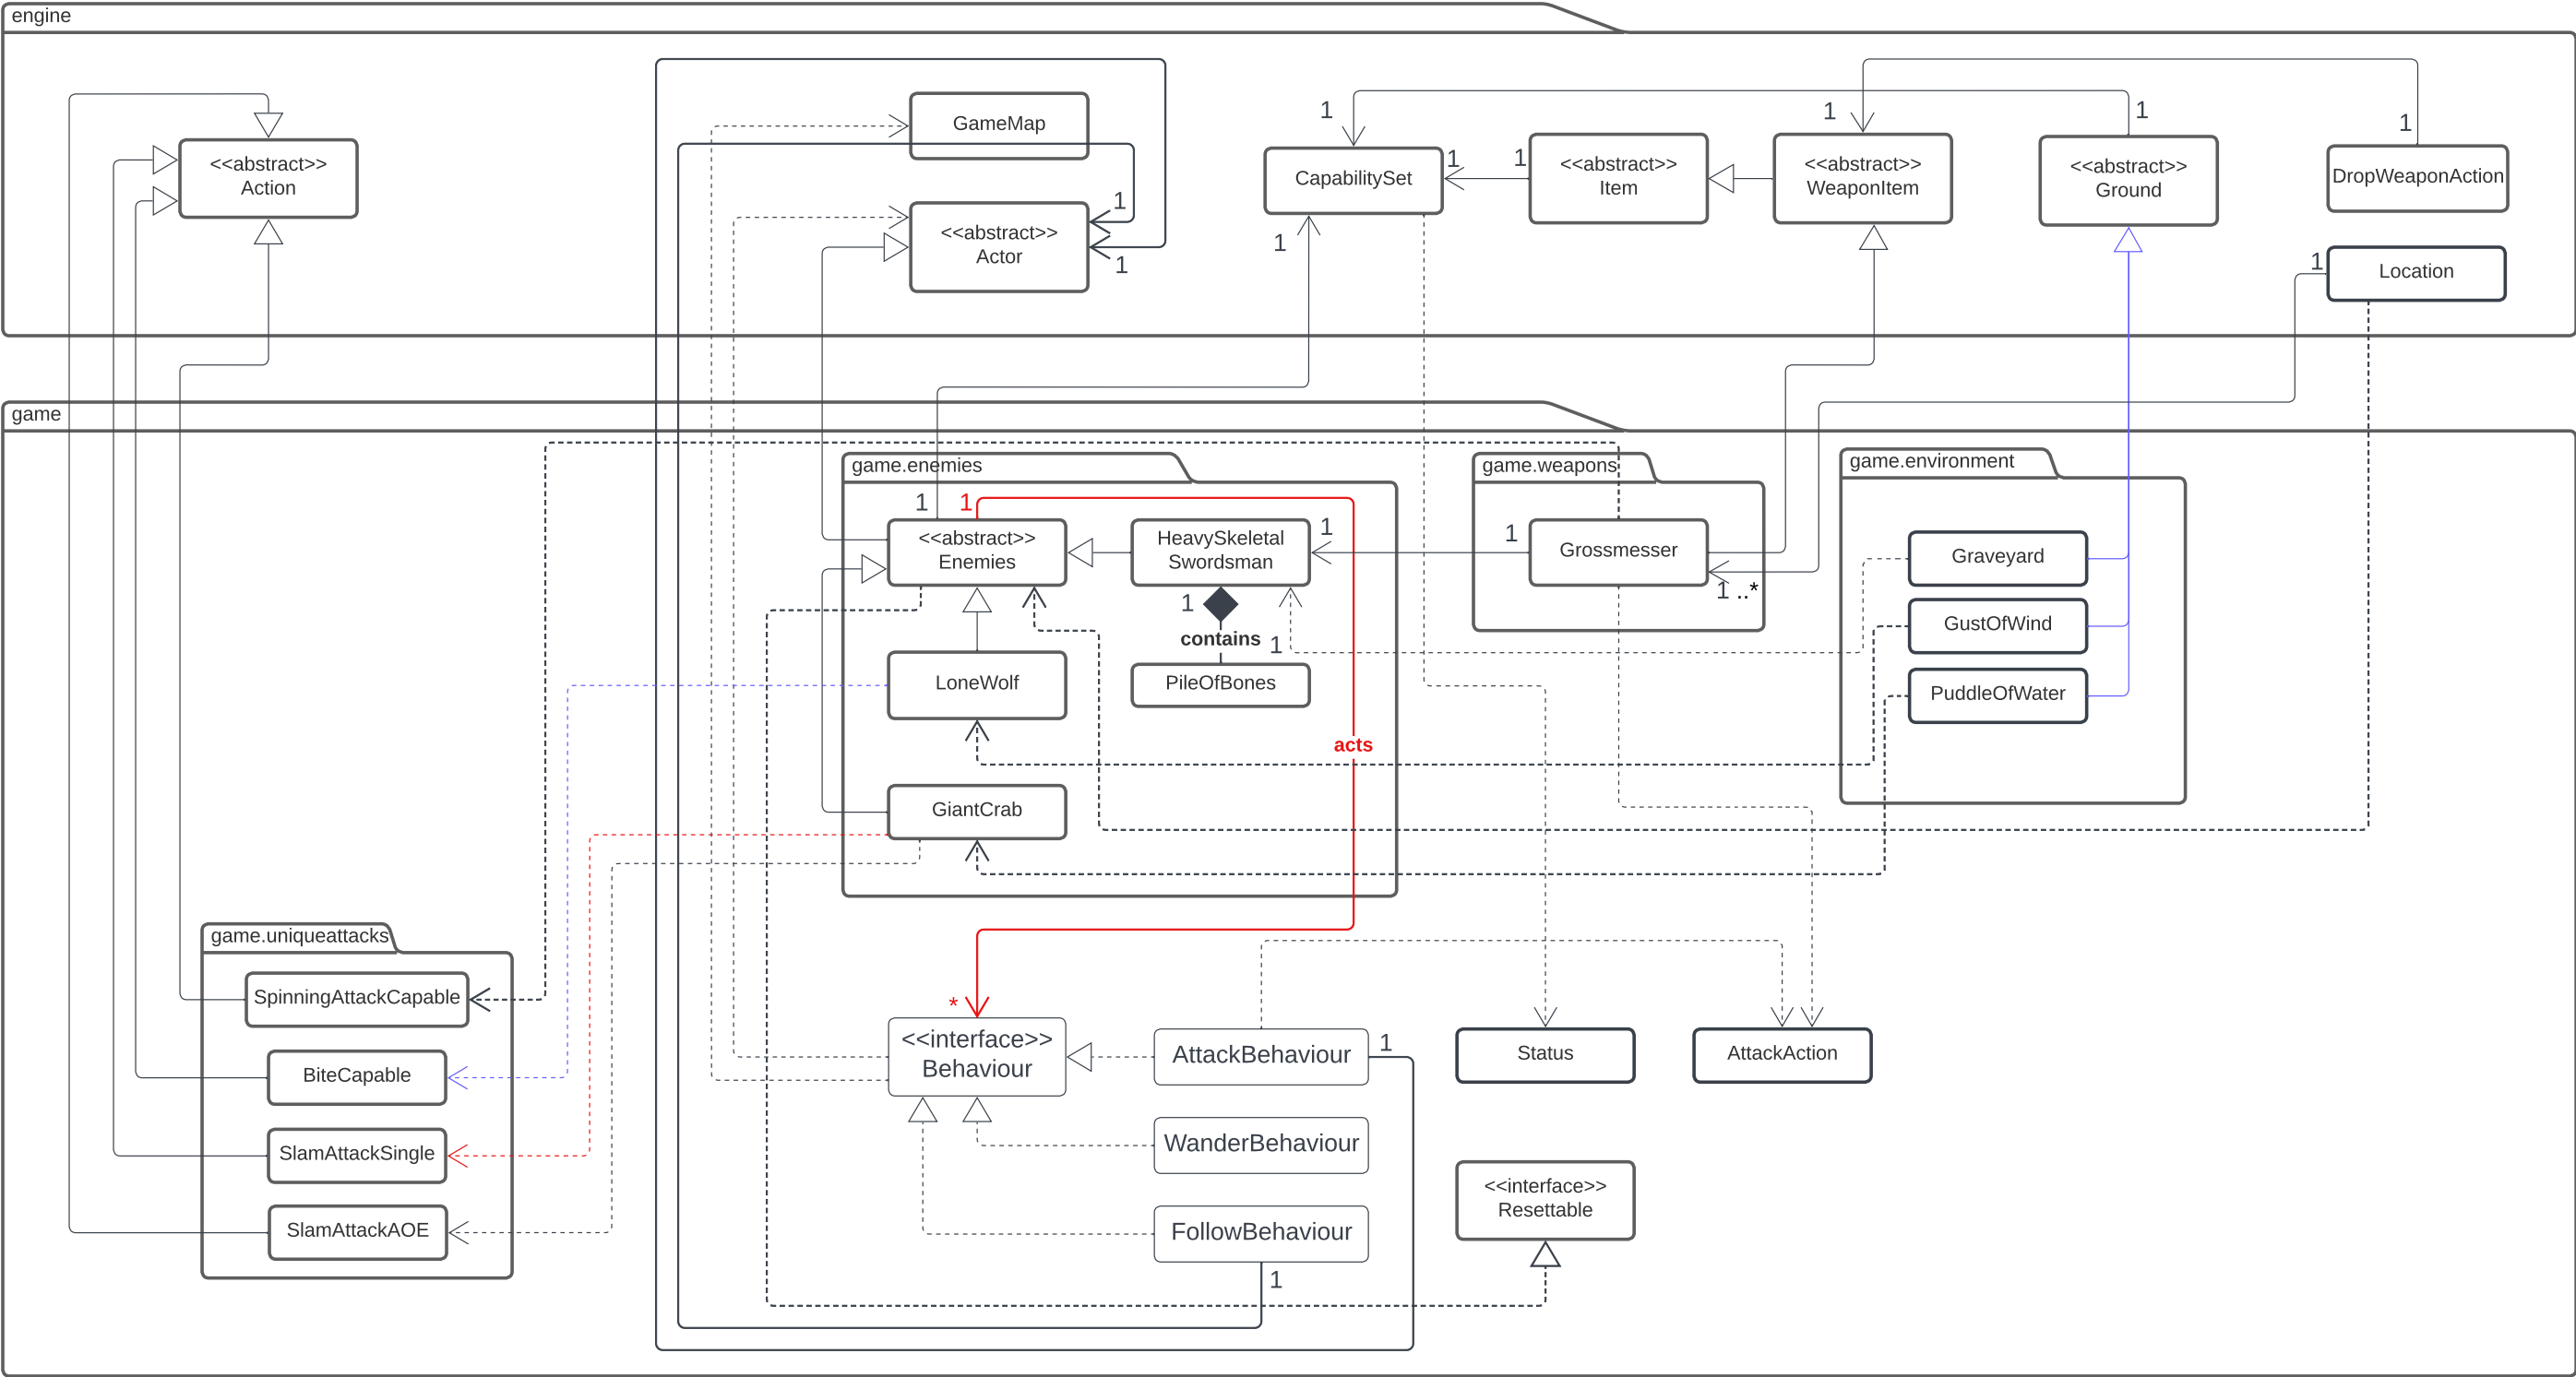 engine
<<abstract>>
Action
GameMap
<<abstract>>
Actor
1
1
1
1
CapabilitySet
1
1
<<abstract>>
Item
1
<<abstract>>
WeaponItem
1
<<abstract>>
Ground
1
DropWeaponAction
1
Location
game
game.enemies
1
1
<<abstract>>
Enemies
HeavySkeletal
Swordsman
1
1
contains
1
PileOfBones
LoneWolf
GiantCrab
acts
game.weapons
1
Grossmesser
1 ..*
game.environment
Graveyard
GustOfWind
PuddleOfWater
game.uniqueattacks
SpinningAttackCapable
BiteCapable
SlamAttackSingle
SlamAttackAOE
*
<<interface>>
Behaviour
AttackBehaviour
1
WanderBehaviour
FollowBehaviour
1
Status
AttackAction
<<interface>>
Resettable